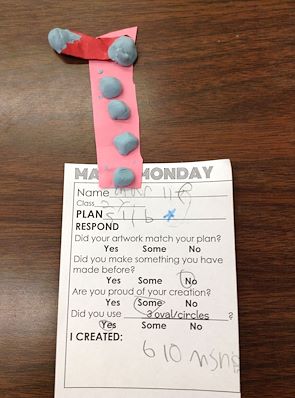 MA MONDAY
Name
Class
PLAN
RESPOND
Did your artwork match your plan?
Yes Some No
Did you make something you have
made before?
Yes Some No
Are you proud of your creation?
Yes Some No
Did you use 3 oval/circles ?
Yes Some No
I CREATED: